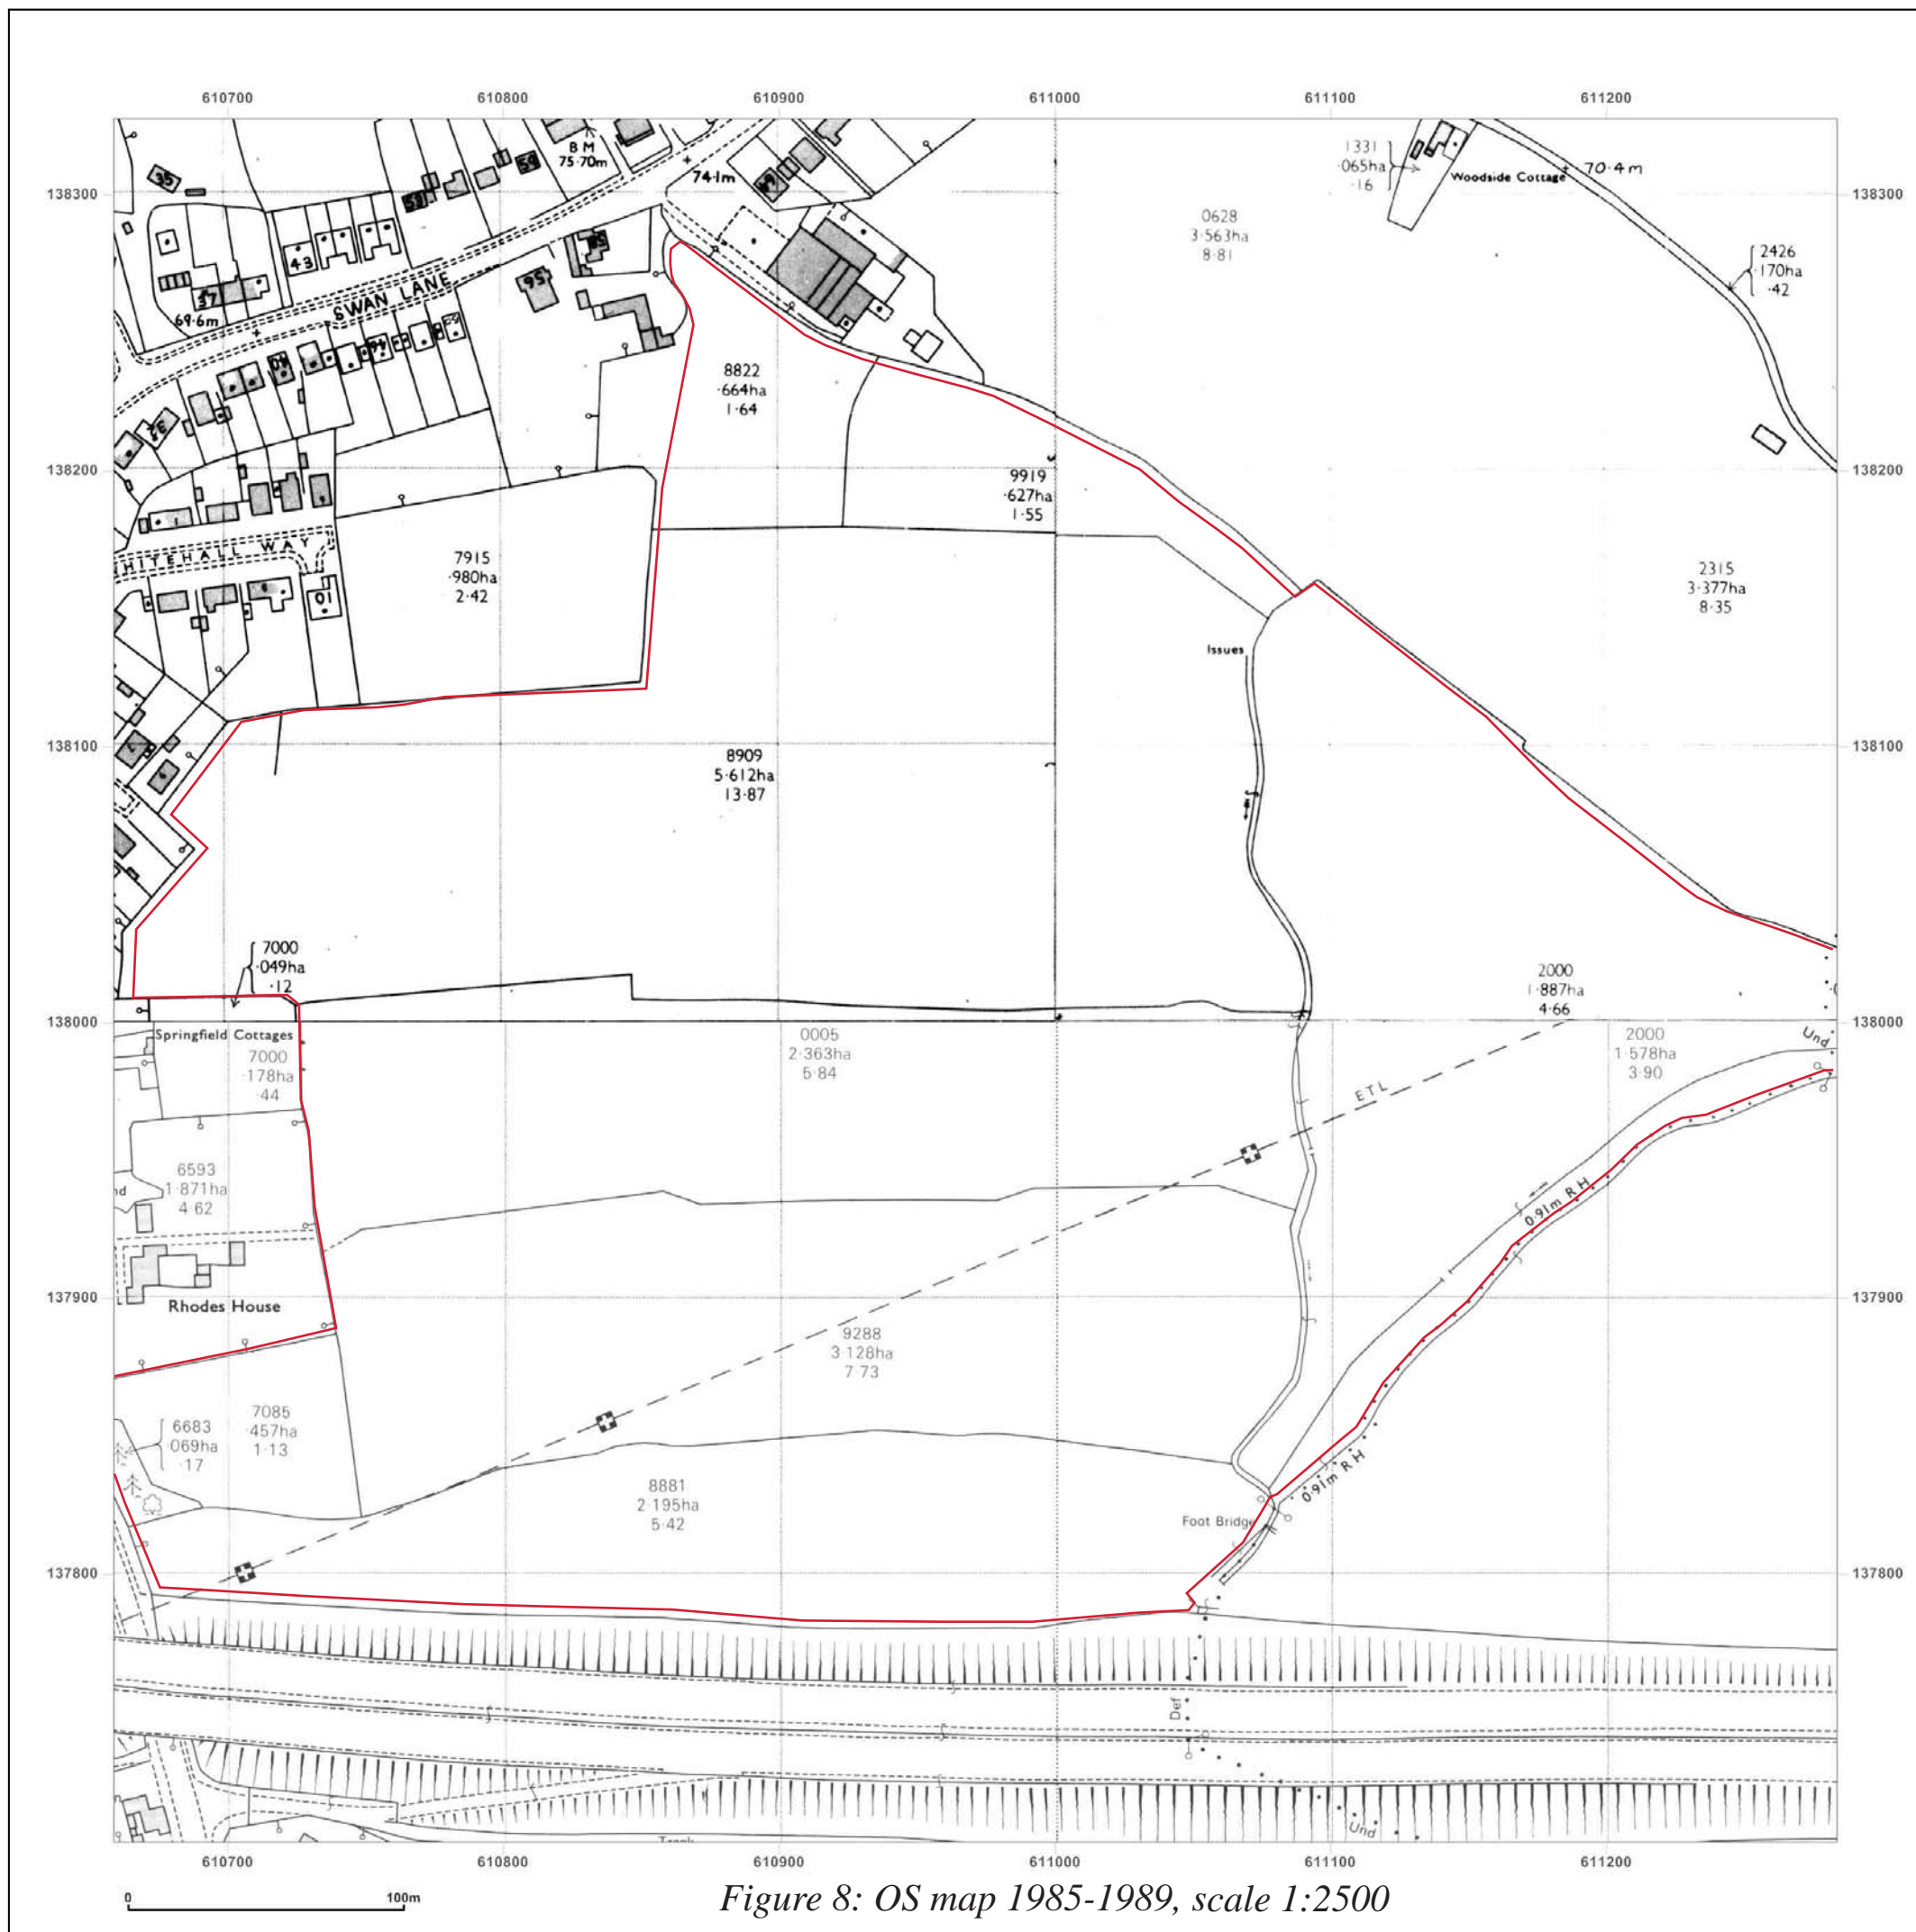 610700 610800 610900 611000 611100 611200
138300
138300
138200
138200
138100
138100
138000
138000
137900
137900
137800
137800
35
59
B M
75·70m
74·1m
1331
·065ha
·16
Woodside Cottage
70·4m
0628
3·563ha
8·81
2426
·170ha
·42
43
37
69·6m
SWAN LANE
56
8822
·664ha
1·64
9919
·627ha
1·55
7915
·980ha
2·42
WHITEHALL WAY
10
2315
3·377ha
8·35
Issues
8909
5·612ha
13·87
7000
·049ha
·12
Springfield Cottages
7000
·178ha
·44
0005
2·363ha
5·84
2000
1·887ha
4·66
2000
1·578ha
3·90
Und
ETL
6593
1·871ha
4·62
0·91m RH
Rhodes House
9288
3·128ha
7·73
7085
·457ha
1·13
6683
·069ha
·17
8881
2·195ha
5·42
0·91m RH
Foot Bridge
Def
Und
610700 610800 610900 611000 611100 611200
0 100m
Figure 8: OS map 1985-1989, scale 1:2500